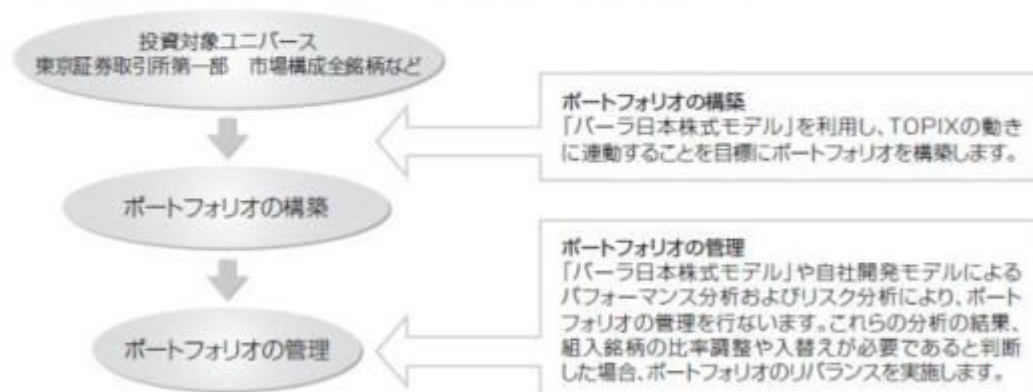 投資対象ユニバース
東京証券取引所第一部　市場構成全銘柄など
ポートフォリオの構築
「バーラ日本株式モデル」を利用し、TOPIXの動き
に連動することを目標にポートフォリオを構築します。
ポートフォリオの構築
ポートフォリオの管理
「バーラ日本株式モデル」や自社開発モデルによる
パフォーマンス分析およびリスク分析により、ポート
フォリオの管理を行ないます。これらの分析の結果、
組入銘柄の比率調整や入替えが必要であると判断
した場合、ポートフォリオのリバランスを実施します。
ポートフォリオの管理